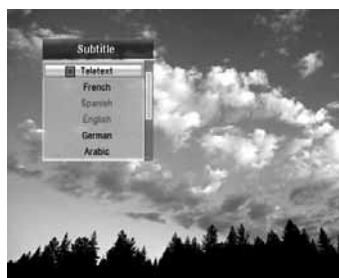 Subtitle
Teletext
French
Spanish
English
German
Arabic